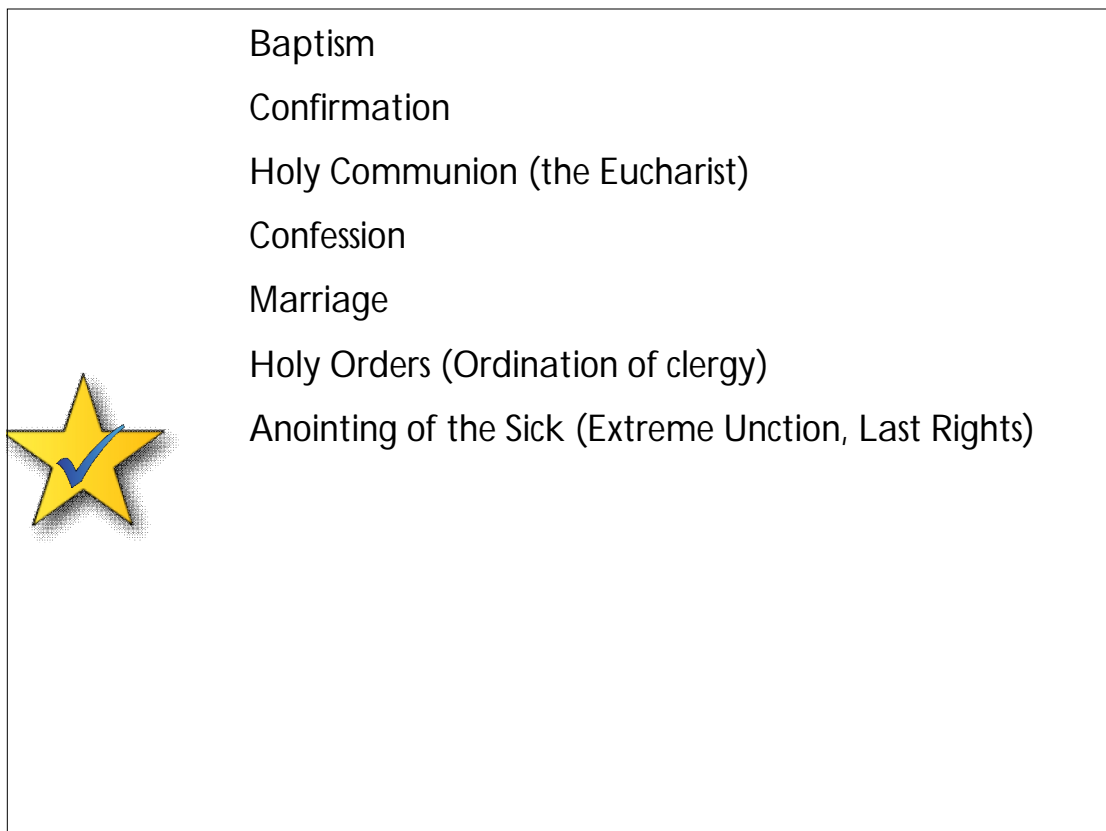 Baptism
Confirmation
Holy Communion (the Eucharist)
Confession
Marriage
Holy Orders (Ordination of clergy)
Anointing of the Sick (Extreme Unction, Last Rights)